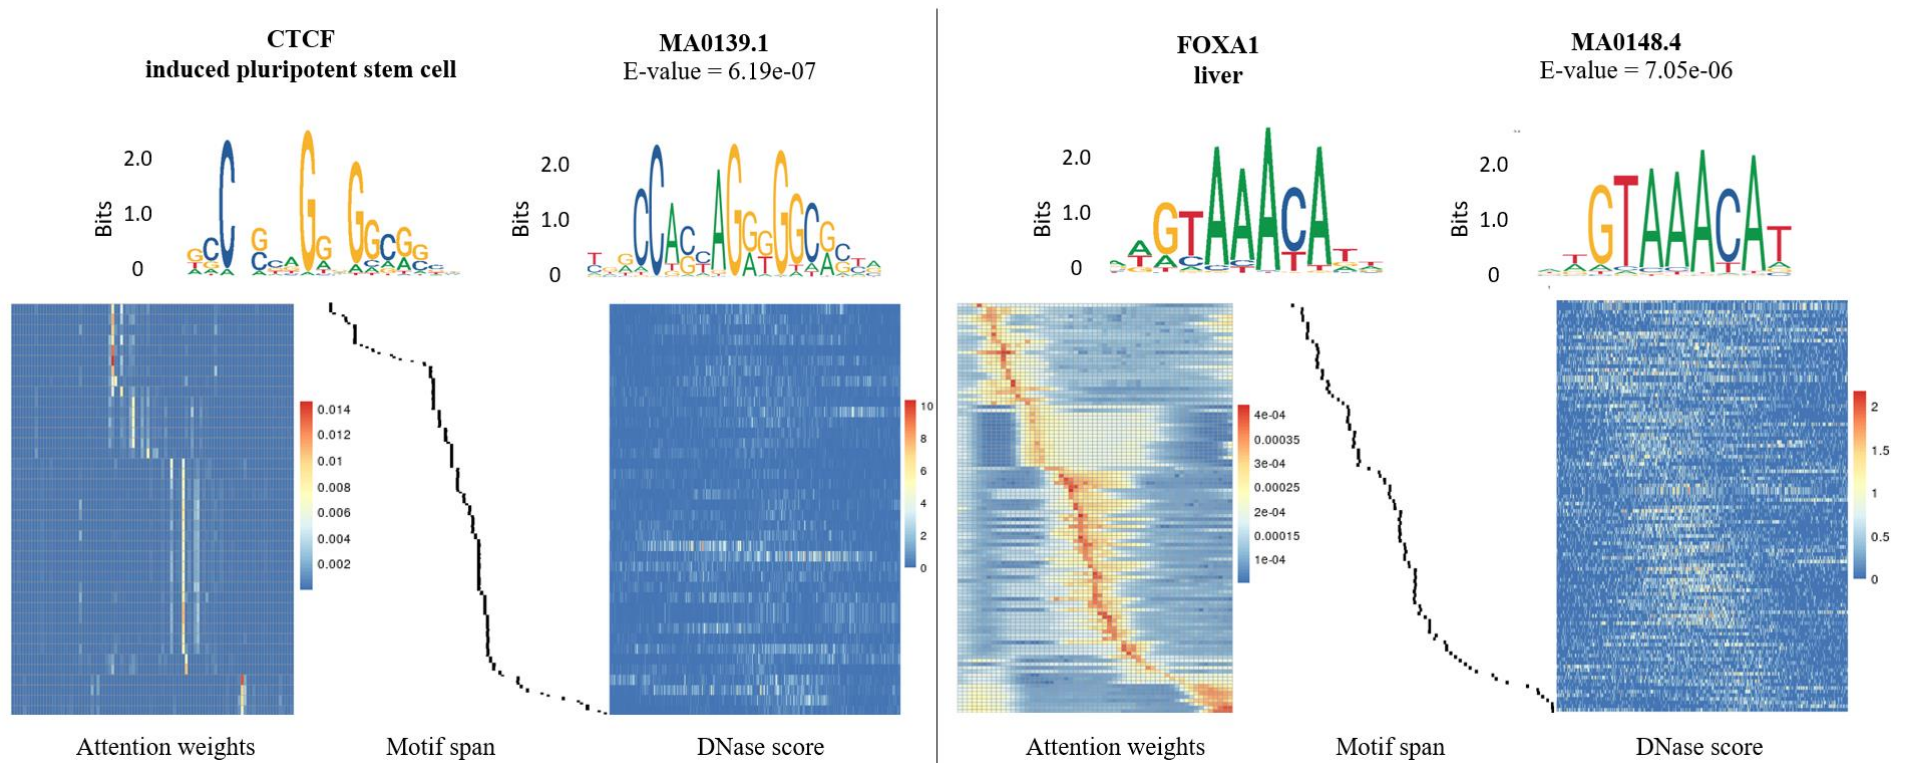 CTCF
induced pluripotent stem cell
MA0139.1
E-value = 6.19e-07
Bits
2.0
1.0
0
Bits
2.0
1.0
0
0.014
0.012
0.01
0.008
0.006
0.004
0.002
10
8
6
4
2
0
Attention weights
Motif span
DNase score
FOXA1
liver
MA0148.4
E-value = 7.05e-06
Bits
2.0
1.0
0
Bits
2.0
1.0
0
4e-04
0.00035
3e-04
0.00025
2e-04
0.00015
1e-04
2
1.5
1
0.5
0
Attention weights
Motif span
DNase score